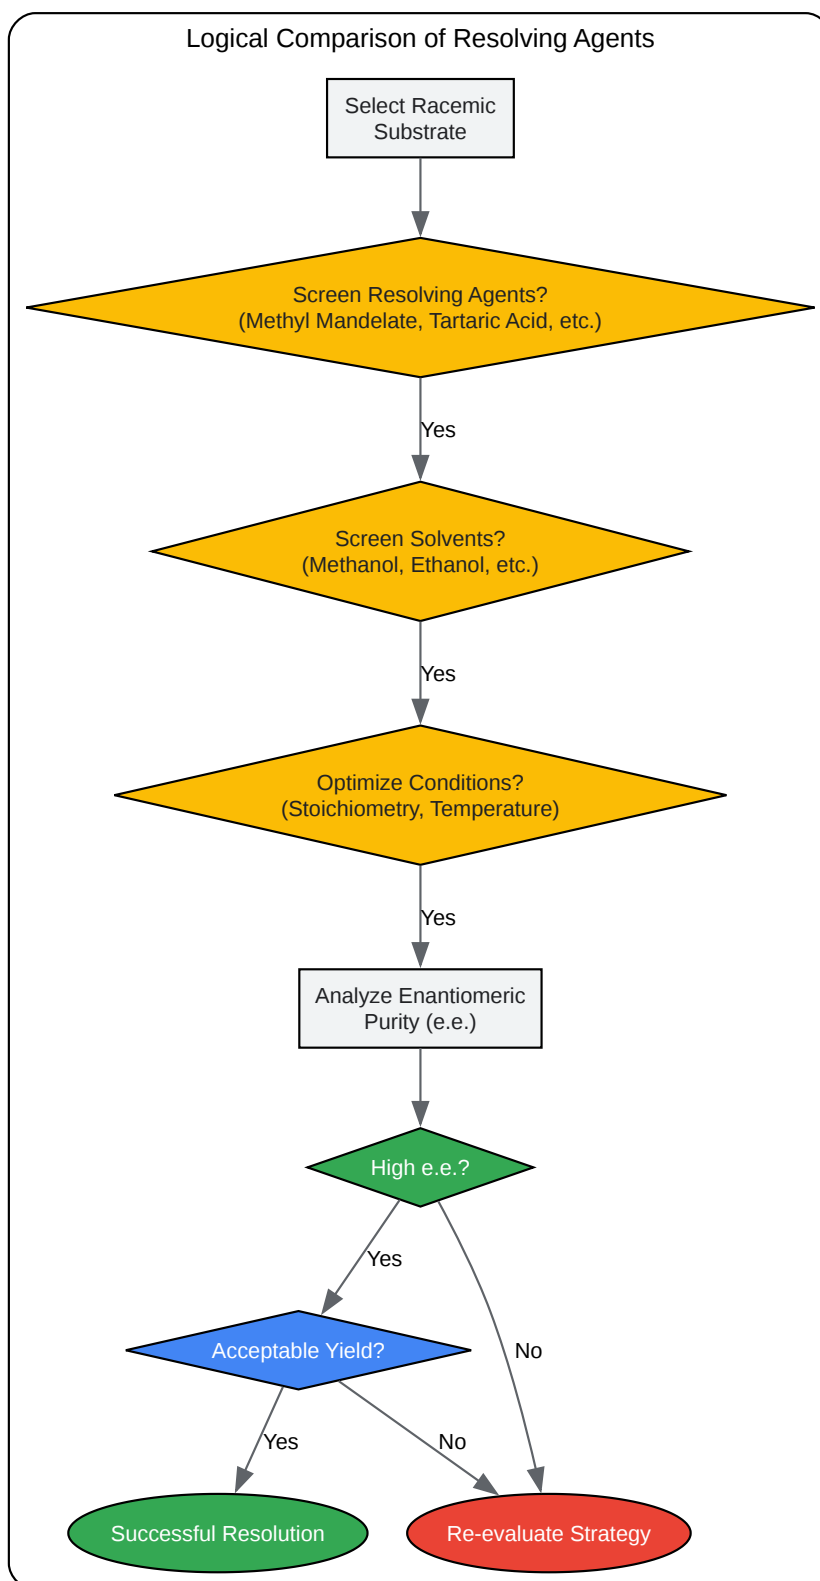 Logical Comparison of Resolving Agents
Select Racemic
Substrate
Screen Resolving Agents?
(Methyl Mandelate, Tartaric Acid, etc.)
Yes
Screen Solvents?
(Methanol, Ethanol, etc.)
Yes
Optimize Conditions?
(Stoichiometry, Temperature)
Yes
Analyze Enantiomeric
Purity (e.e.)
High e.e.?
Yes
Acceptable Yield?
No
Yes
No
Successful Resolution
Re-evaluate Strategy